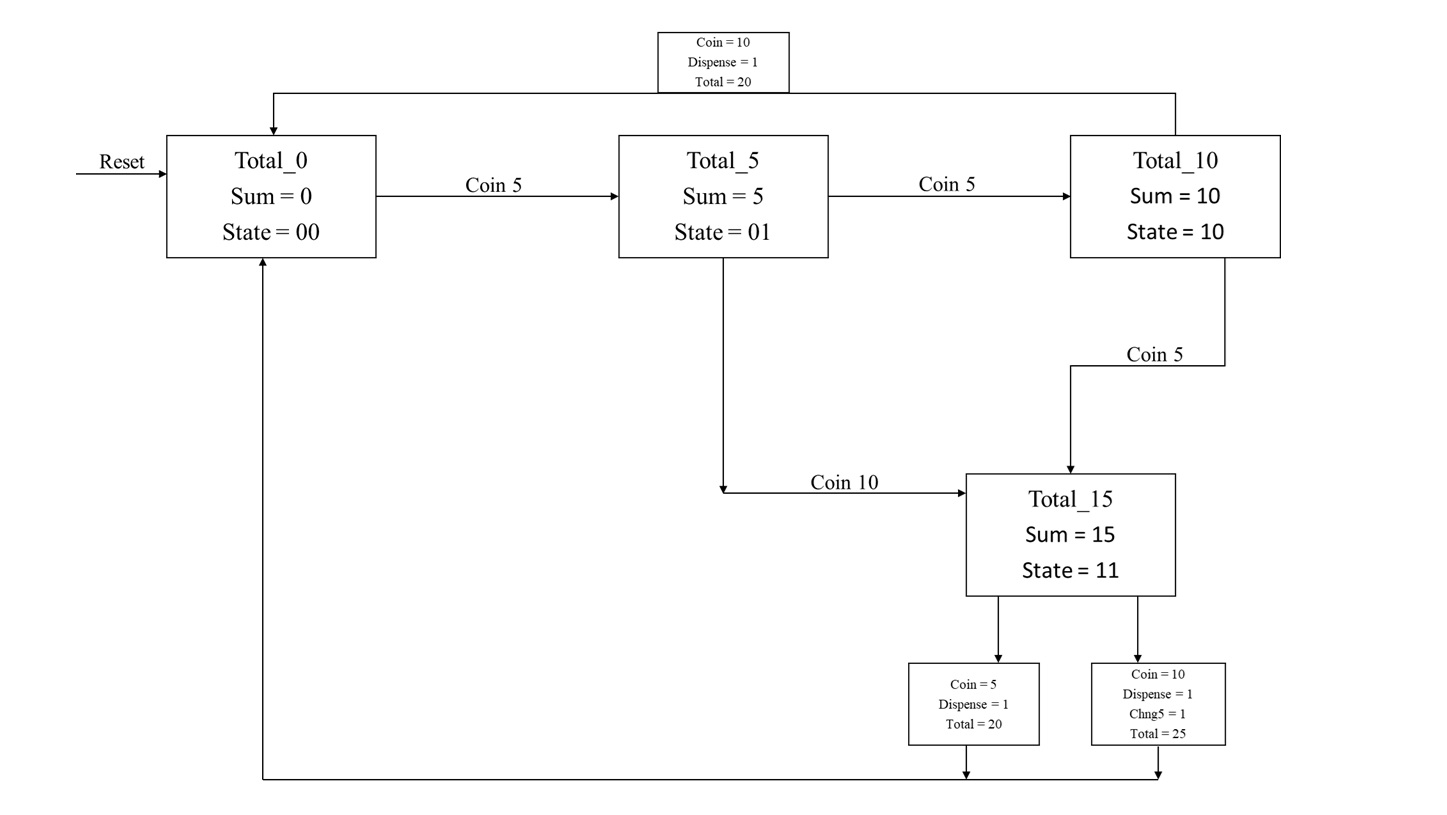 Coin = 10
Dispense = 1
Total = 20
Reset
Total_0
Sum = 0
State = 00
Coin 5
Total_5
Sum = 5
State = 01
Coin 5
Total_10
Sum = 10
State = 10
Coin 5
Coin 10
Total_15
Sum = 15
State = 11
Coin = 5
Dispense = 1
Total = 20
Coin = 10
Dispense = 1
Chng5 = 1
Total = 25